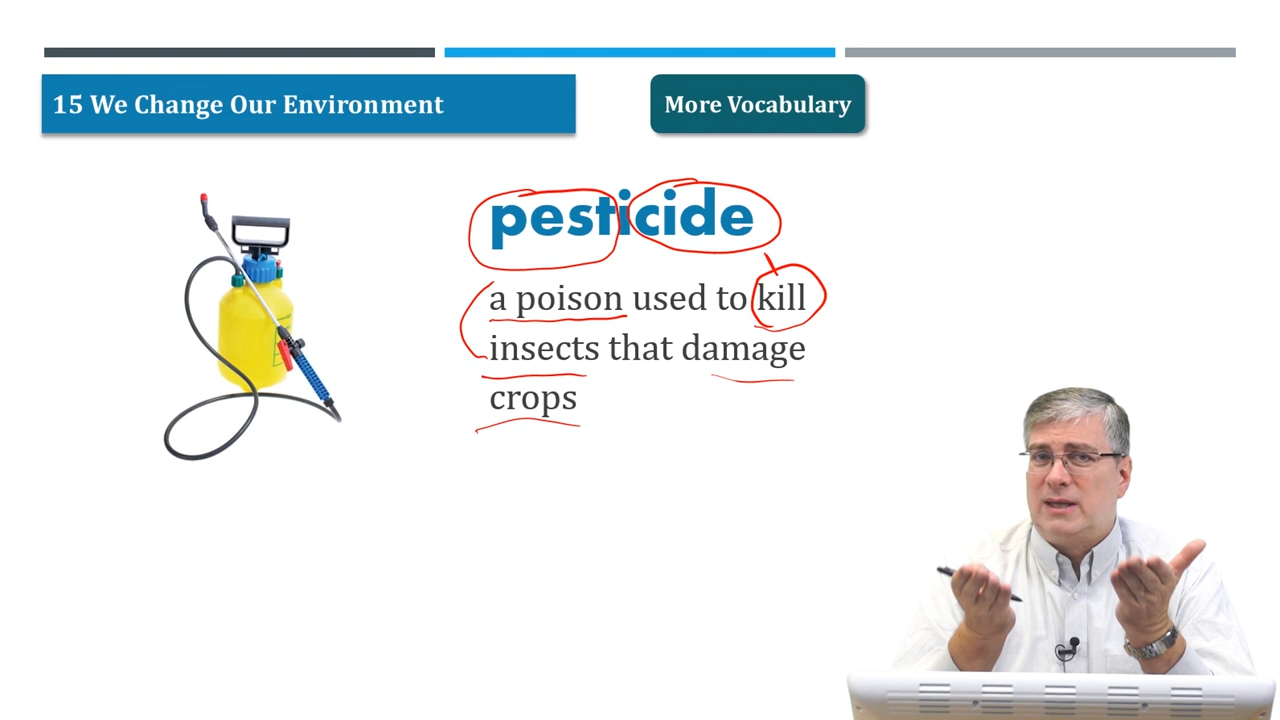 15 We Change Our Environment
More Vocabulary
pesticide
a poison used to kill
insects that damage
crops